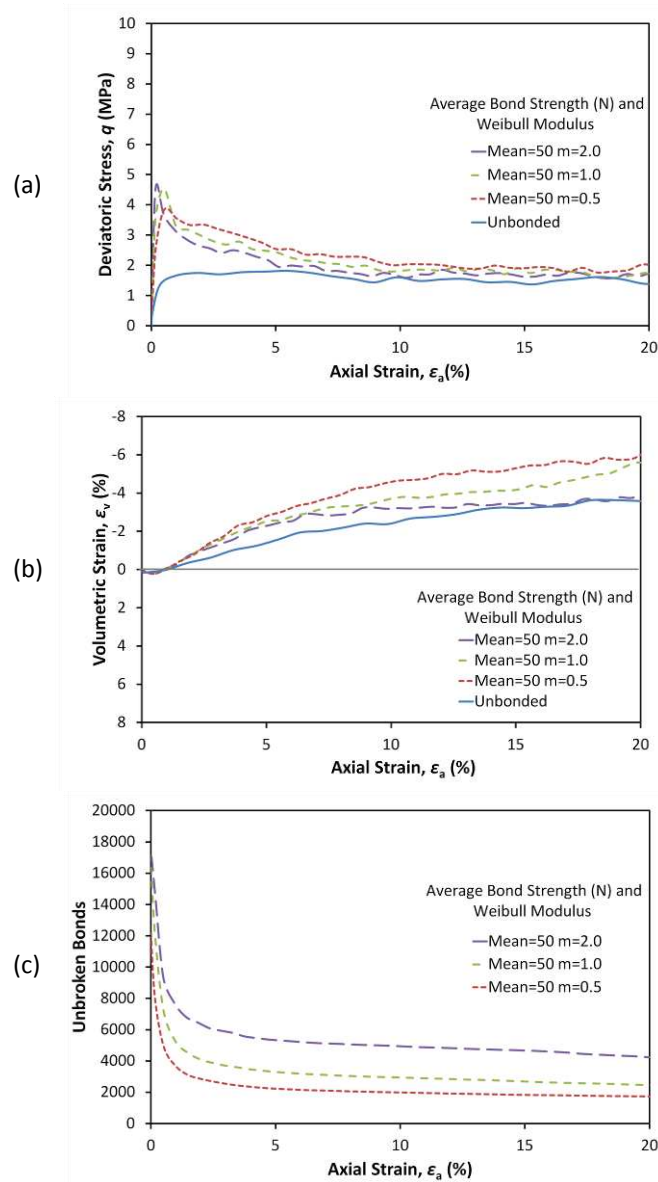 (a)
Deviatoric Stress, q (MPa)
10
9
8
7
6
5
4
3
2
1
0
Average Bond Strength (N) and
Weibull Modulus
Mean=50 m=2.0
Mean=50 m=1.0
Mean=50 m=0.5
Unbonded
0 5 10 15 20
Axial Strain, εa(%)
(b)
Volumetric Strain, εv (%)
-8
-6
-4
-2
0
2
4
6
8
Average Bond Strength (N) and
Weibull Modulus
Mean=50 m=2.0
Mean=50 m=1.0
Mean=50 m=0.5
Unbonded
0 5 10 15 20
Axial Strain, εa (%)
(c)
Unbroken Bonds
20000
18000
16000
14000
12000
10000
8000
6000
4000
2000
0
Average Bond Strength (N) and
Weibull Modulus
Mean=50 m=2.0
Mean=50 m=1.0
Mean=50 m=0.5
0 5 10 15 20
Axial Strain, εa (%)